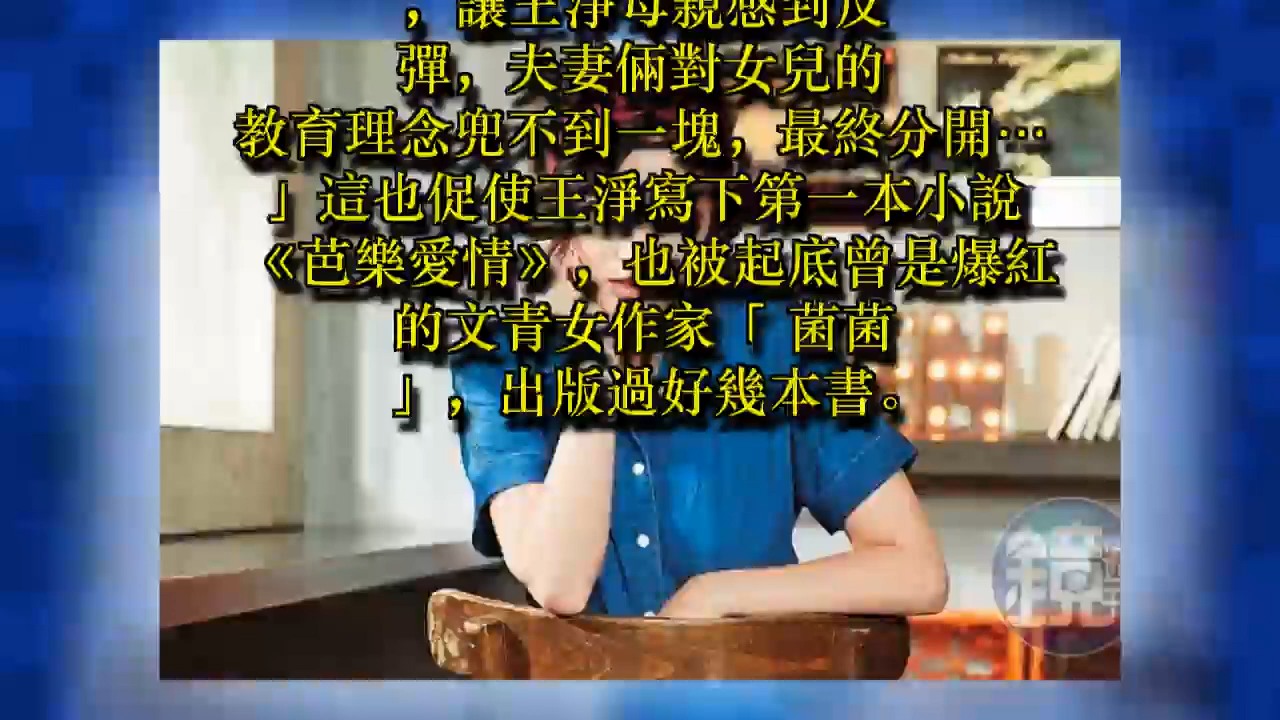 ，讓王淨母親感到反
彈，夫妻倆對女兒的
教育理念兜不到一塊，最終分開…
」這也促使王淨寫下第一本小說
《芭樂愛情》，也被起底曾是爆紅
的文青女作家「 菌菌
」，出版過好幾本書。
鏡